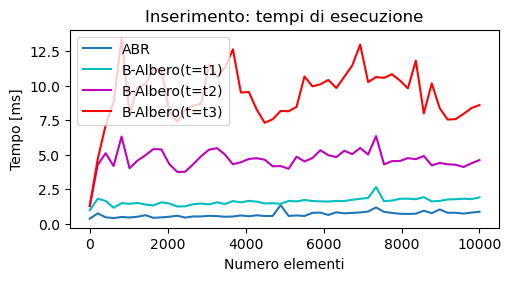 Inserimento: tempi di esecuzione
Tempo [ms]
12.5
10.0
7.5
5.0
2.5
0.0
ABR
B-Albero(t=t1)
B-Albero(t=t2)
B-Albero(t=t3)
0 2000 4000 6000 8000 10000
Numero elementi